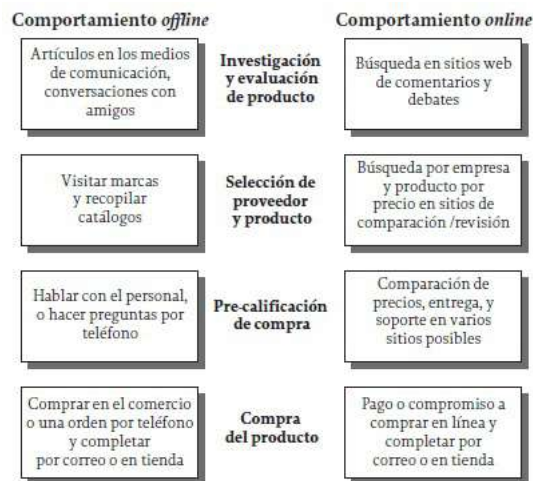 Comportamiento offline
Comportamiento online
Artículos en los medios
de comunicación,
conversaciones con
amigos
Investigación
y evaluación
de producto
Búsqueda en sitios web
de comentarios y
debates
Visitar marcas
y recopilar
catálogos
Selección de
proveedor
y producto
Búsqueda por empresa
y producto por
precio en sitios de
comparación /revisión
Hablar con el personal,
o hacer preguntas por
teléfono
Pre-calificación
de compra
Comparación de
precios, entrega, y
soporte en varios
sitios posibles
Comprar en el comercio
o una orden por teléfono
y completar
por correo o en tienda
Compra
del producto
Pago o compromiso a
comprar en línea y
completar por
correo o en tienda